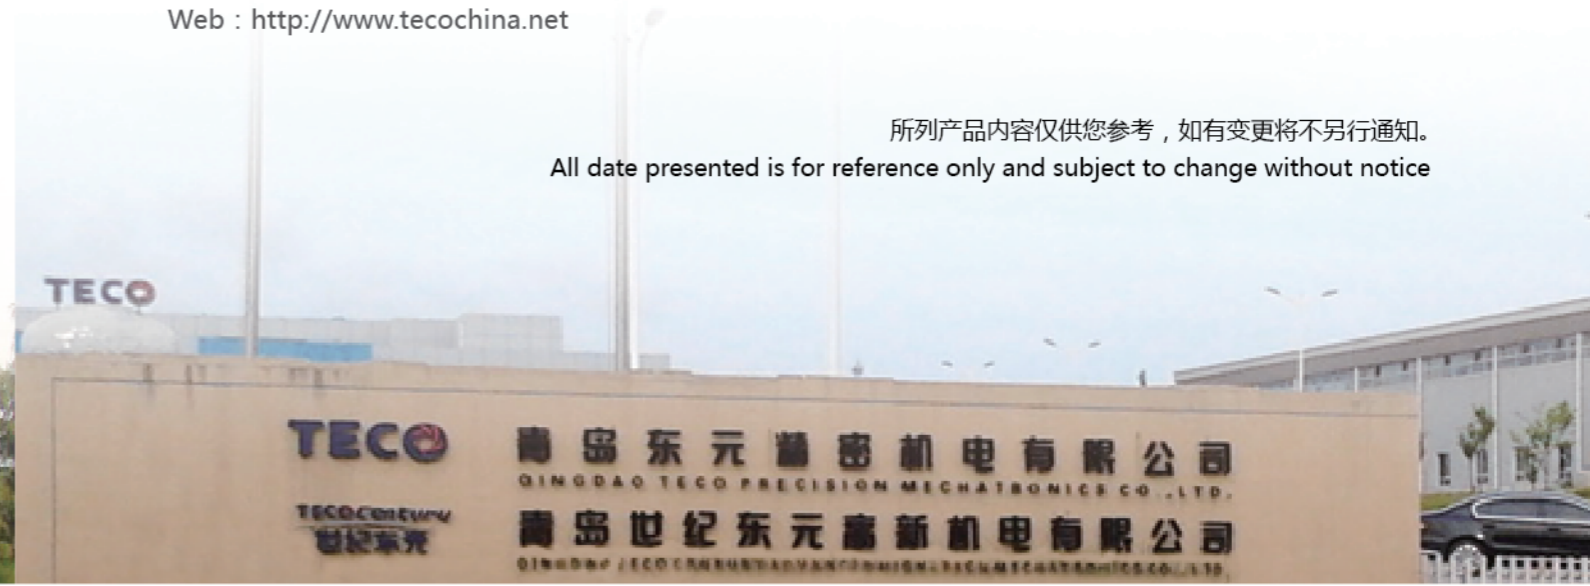 Web : http://www.tecochina.net
所列产品内容仅供您参考，如有变更将不另行通知。
All date presented is for reference only and subject to change without notice
TECO
TECO 青岛东元精密机电有限公司
QINGDAO TECO PRECISION MECHATRONICS CO.,LTD.
TECOCentury
世纪东元 青岛世纪东元高新机电有限公司